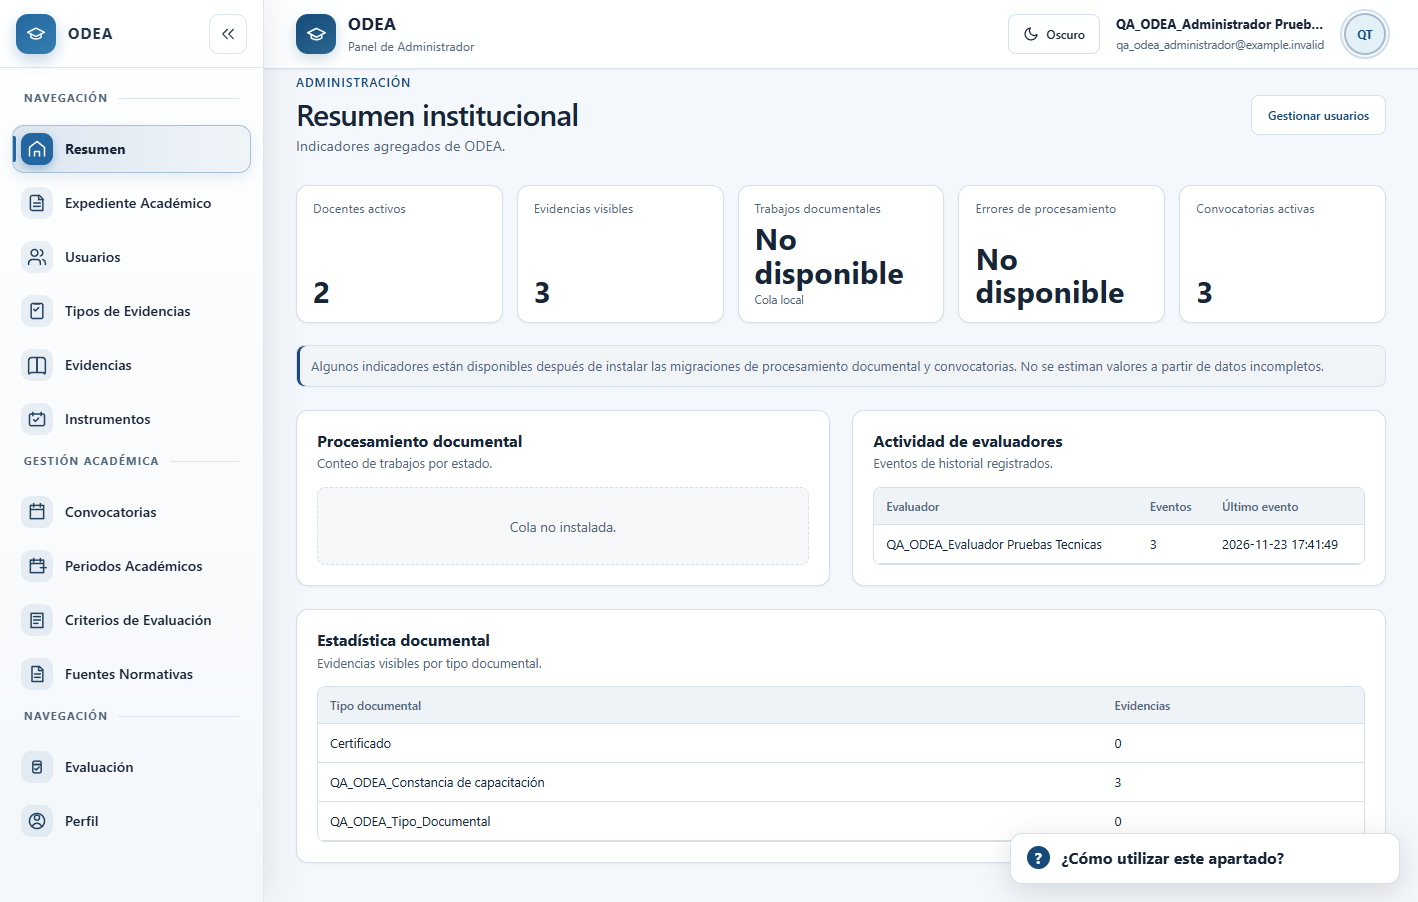 ODEA
NAVEGACIÓN
Resumen
Expediente Académico
Usuarios
Tipos de Evidencias
Evidencias
Instrumentos
GESTIÓN ACADÉMICA
Convocatorias
Periodos Académicos
Criterios de Evaluación
Fuentes Normativas
NAVEGACIÓN
Evaluación
Perfil
ODEA
Panel de Administrador
Oscuro
QA_ODEA_Administrador Prueb...
qa_odea_administrador@example.invalid
QT
ADMINISTRACIÓN
Resumen institucional
Indicadores agregados de ODEA.
Gestionar usuarios
Docentes activos
2
Evidencias visibles
3
Trabajos documentales
No
disponible
Cola local
Errores de procesamiento
No
disponible
Convocatorias activas
3
Algunos indicadores están disponibles después de instalar las migraciones de procesamiento documental y convocatorias. No se estiman valores a partir de datos incompletos.
Procesamiento documental
Conteo de trabajos por estado.
Cola no instalada.
Actividad de evaluadores
Eventos de historial registrados.
Evaluador Eventos Último evento
QA_ODEA_Evaluador Pruebas Tecnicas 3 2026-11-23 17:41:49
Estadística documental
Evidencias visibles por tipo documental.
Tipo documental Evidencias
Certificado 0
QA_ODEA_Constancia de capacitación 3
QA_ODEA_Tipo_Documental 0
? ¿Cómo utilizar este apartado?